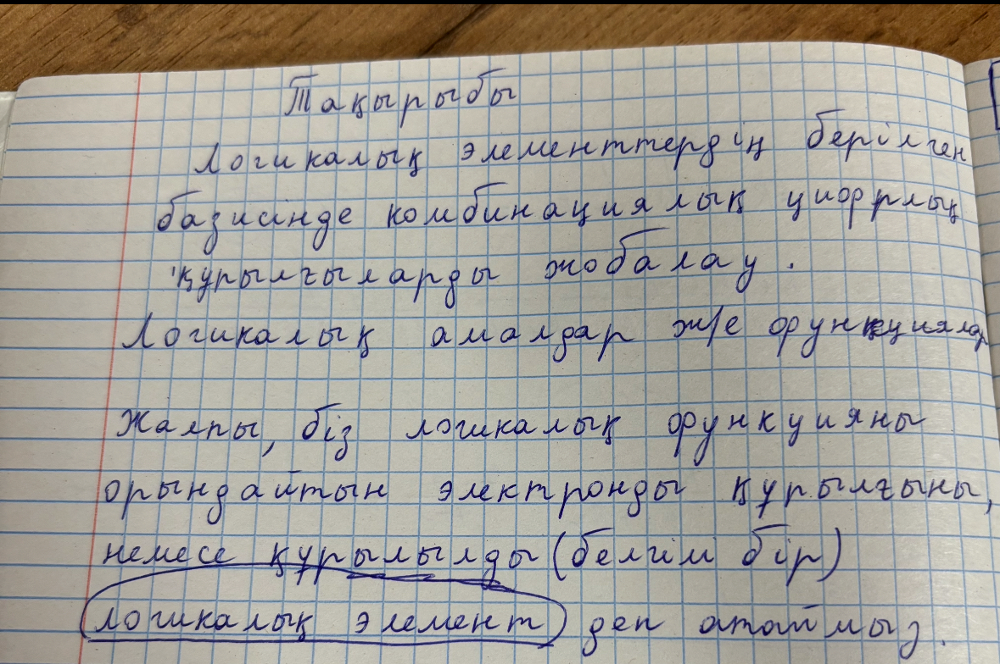 Тақырыбы
Логикалық элементтердің берілген
базисінде комбинациялық цифрлық
құрылғыларды жобалау.
Логикалық амалдар ж/е функциялар
Жалпы, біз логикалық функцияны
орындайтын электронды құрылғыны,
немесе құрылылды (белгілі бір)
логикалық элемент деп атаймыз.